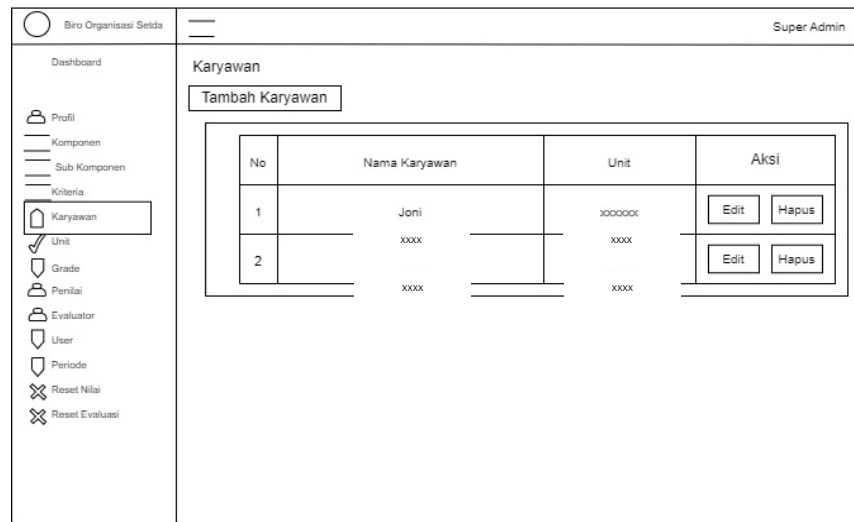 Biro Organisasi Setda
Super Admin
Dashboard
Profil
Komponen
Sub Komponen
Kriteria
Karyawan
Unit
Grade
Penilai
Evaluator
User
Periode
Reset Nilai
Reset Evaluasi
Karyawan
Tambah Karyawan
No Nama Karyawan Unit Aksi
1 Joni xxxxxx Edit Hapus
xxxx xxxx
2 Edit Hapus
xxxx xxxx